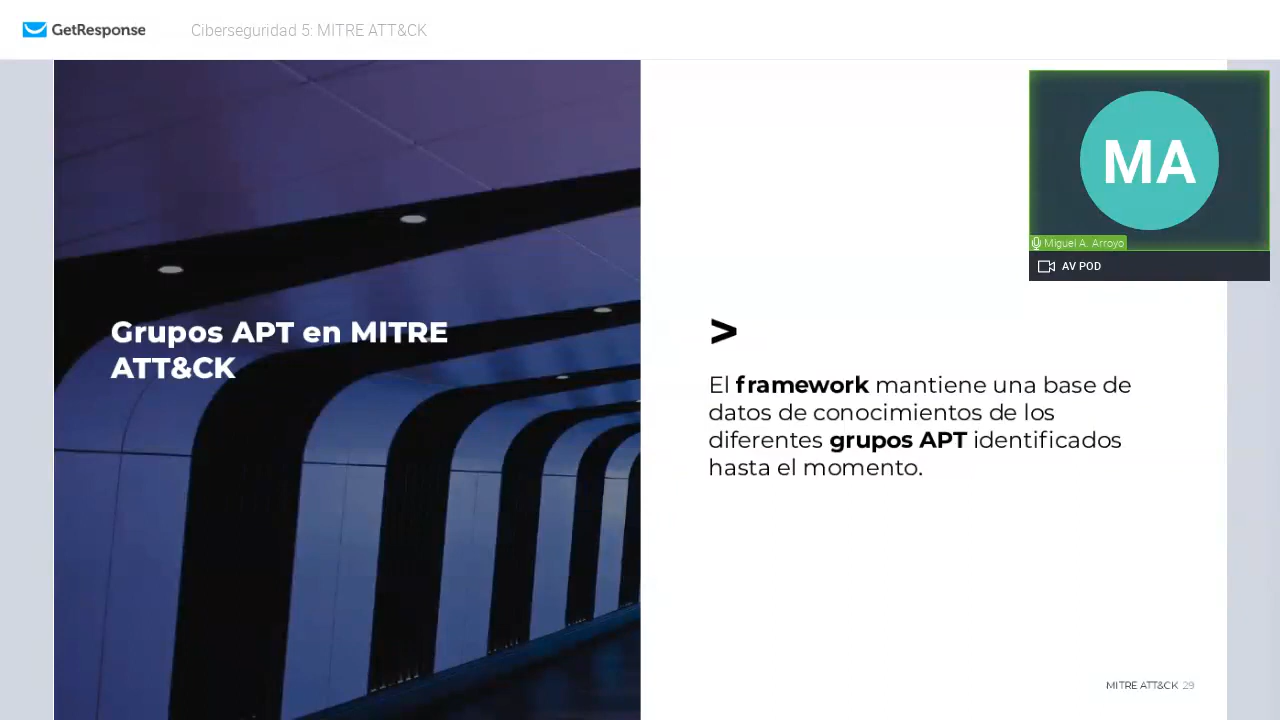 GetResponse
Ciberseguridad 5: MITRE ATT&CK
MA
Miguel A. Arroyo
AV POD
Grupos APT en MITRE
ATT&CK
>
El framework mantiene una base de
datos de conocimientos de los
diferentes grupos APT identificados
hasta el momento.
MITRE ATT&CK 29